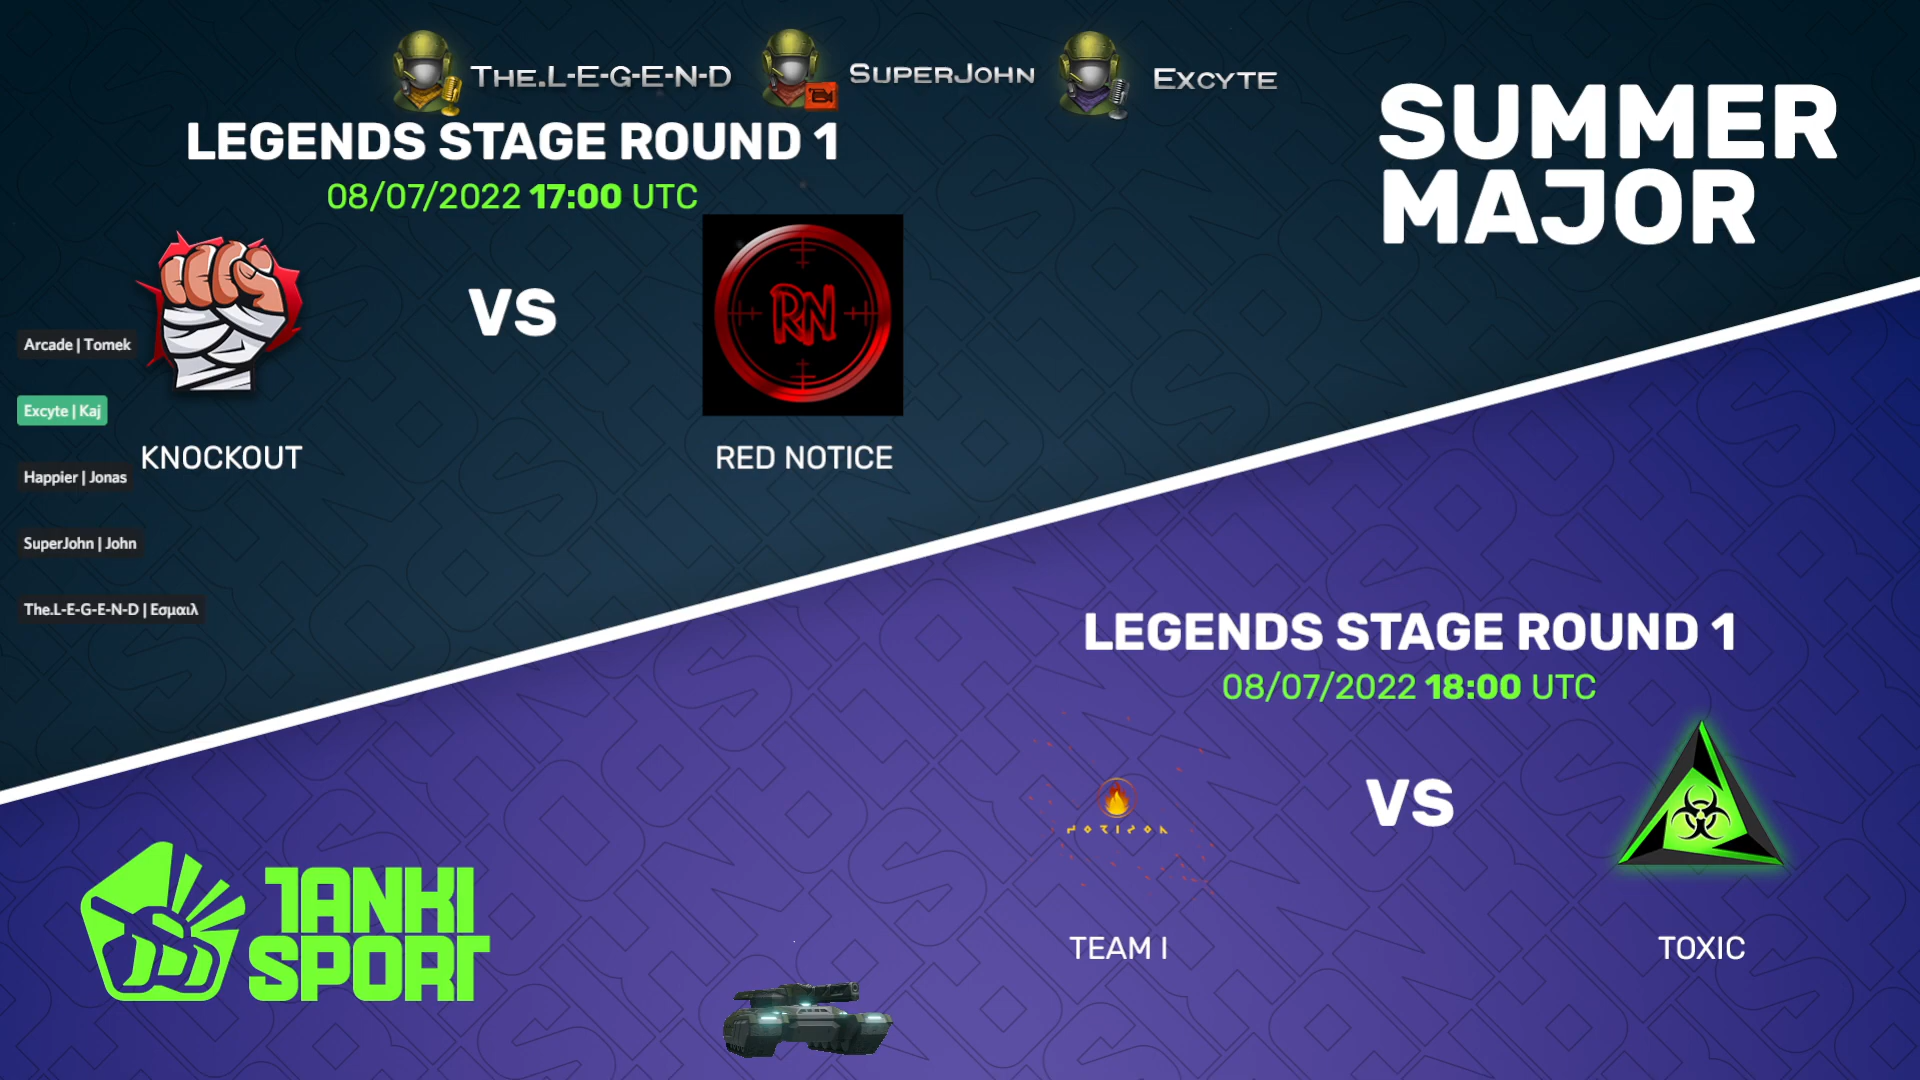 THE.L-E-G-E-N-D
SUPERJOHN
EXCYTE
SUMMER
MAJOR
LEGENDS STAGE ROUND 1
08/07/2022 17:00 UTC
VS
RN
KNOCKOUT
RED NOTICE
Arcade | Tomek
Excyte | Kaj
Happier | Jonas
SuperJohn | John
The.L-E-G-E-N-D | Εσμαιλ
LEGENDS STAGE ROUND 1
08/07/2022 18:00 UTC
VS
HORIZON
TEAM I
TOXIC
TANKI
SPORT